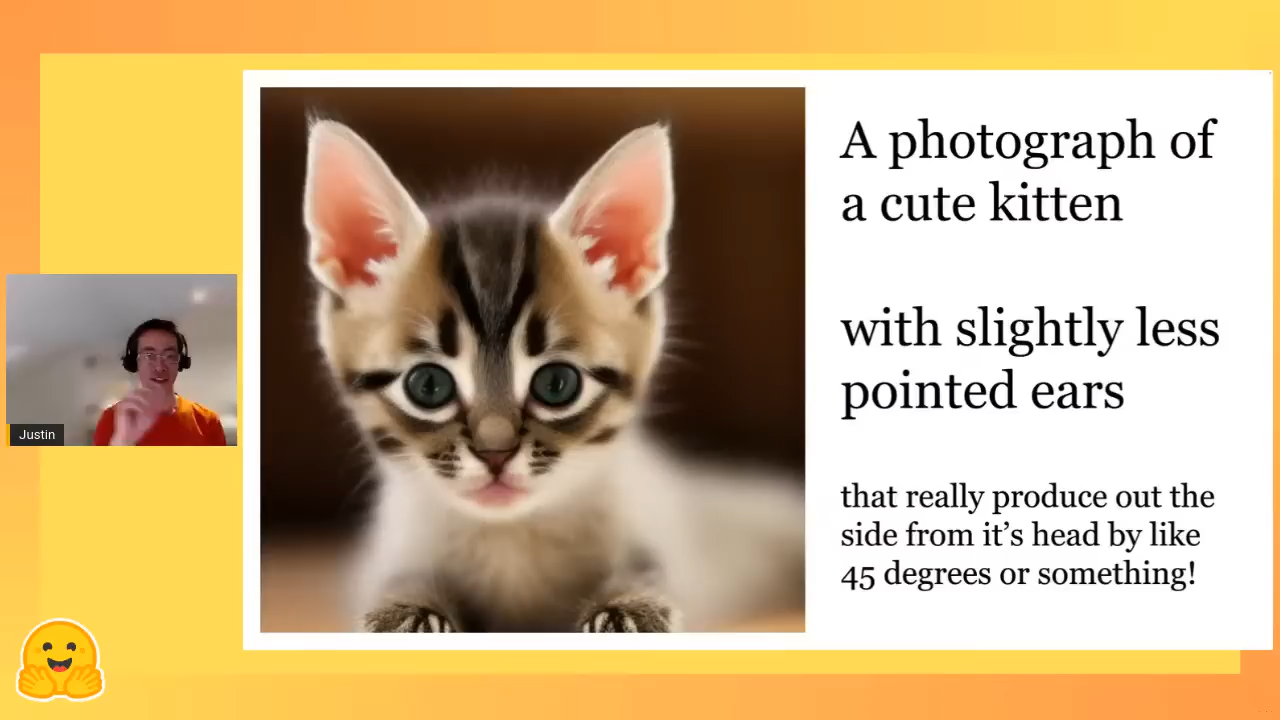 A photograph of
a cute kitten
with slightly less
pointed ears
that really produce out the
side from it’s head by like
45 degrees or something!
Justin